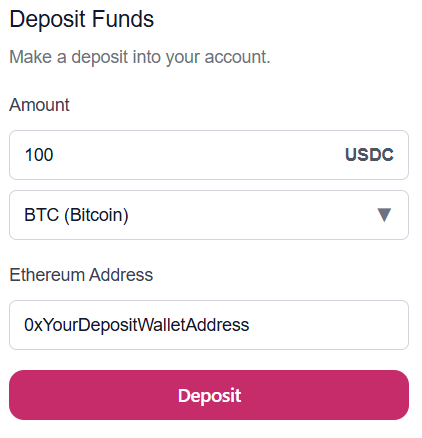 Deposit Funds
Make a deposit into your account.
Amount
100 USDC
BTC (Bitcoin)
Ethereum Address
0xYourDepositWalletAddress
Deposit